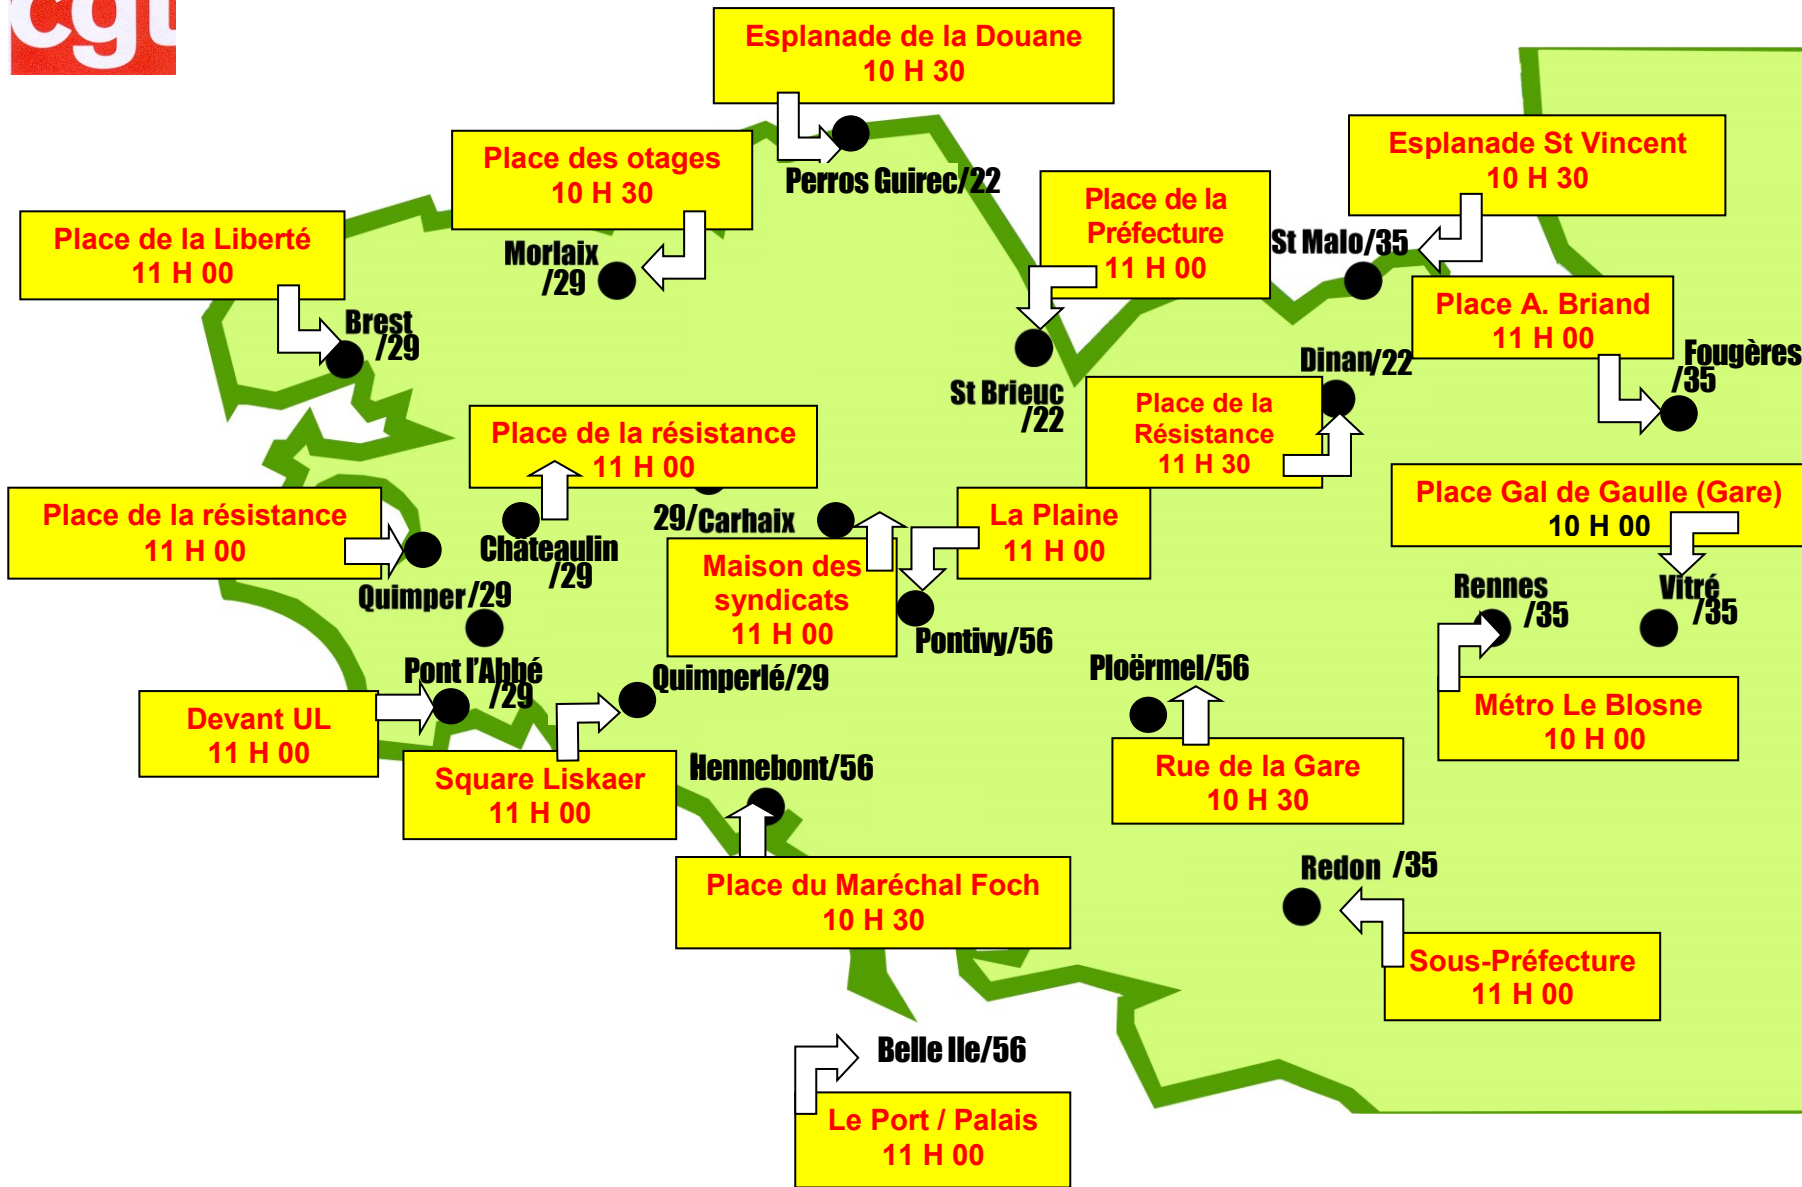 cgt
Esplanade de la Douane
10 H 30
Perros Guirec/22
Place des otages
10 H 30
Morlaix
/29
Esplanade St Vincent
10 H 30
St Malo/35
Place de la
Préfecture
11 H 00
St Brieuc
/22
Place de la Liberté
11 H 00
Brest
/29
Place A. Briand
11 H 00
Fougères
/35
Dinan/22
Place de la
Résistance
11 H 30
Place de la résistance
11 H 00
Châteaulin
/29
Place de la résistance
11 H 00
Quimper/29
29/Carhaix
Maison des
syndicats
11 H 00
La Plaine
11 H 00
Pontivy/56
Place Gal de Gaulle (Gare)
10 H 00
Vitré
/35
Rennes
/35
Métro Le Blosne
10 H 00
Pont l'Abbé
/29
Devant UL
11 H 00
Quimperlé/29
Square Liskaer
11 H 00
Ploërmel/56
Rue de la Gare
10 H 30
Hennebont/56
Place du Maréchal Foch
10 H 30
Redon /35
Sous-Préfecture
11 H 00
Belle Ile/56
Le Port / Palais
11 H 00